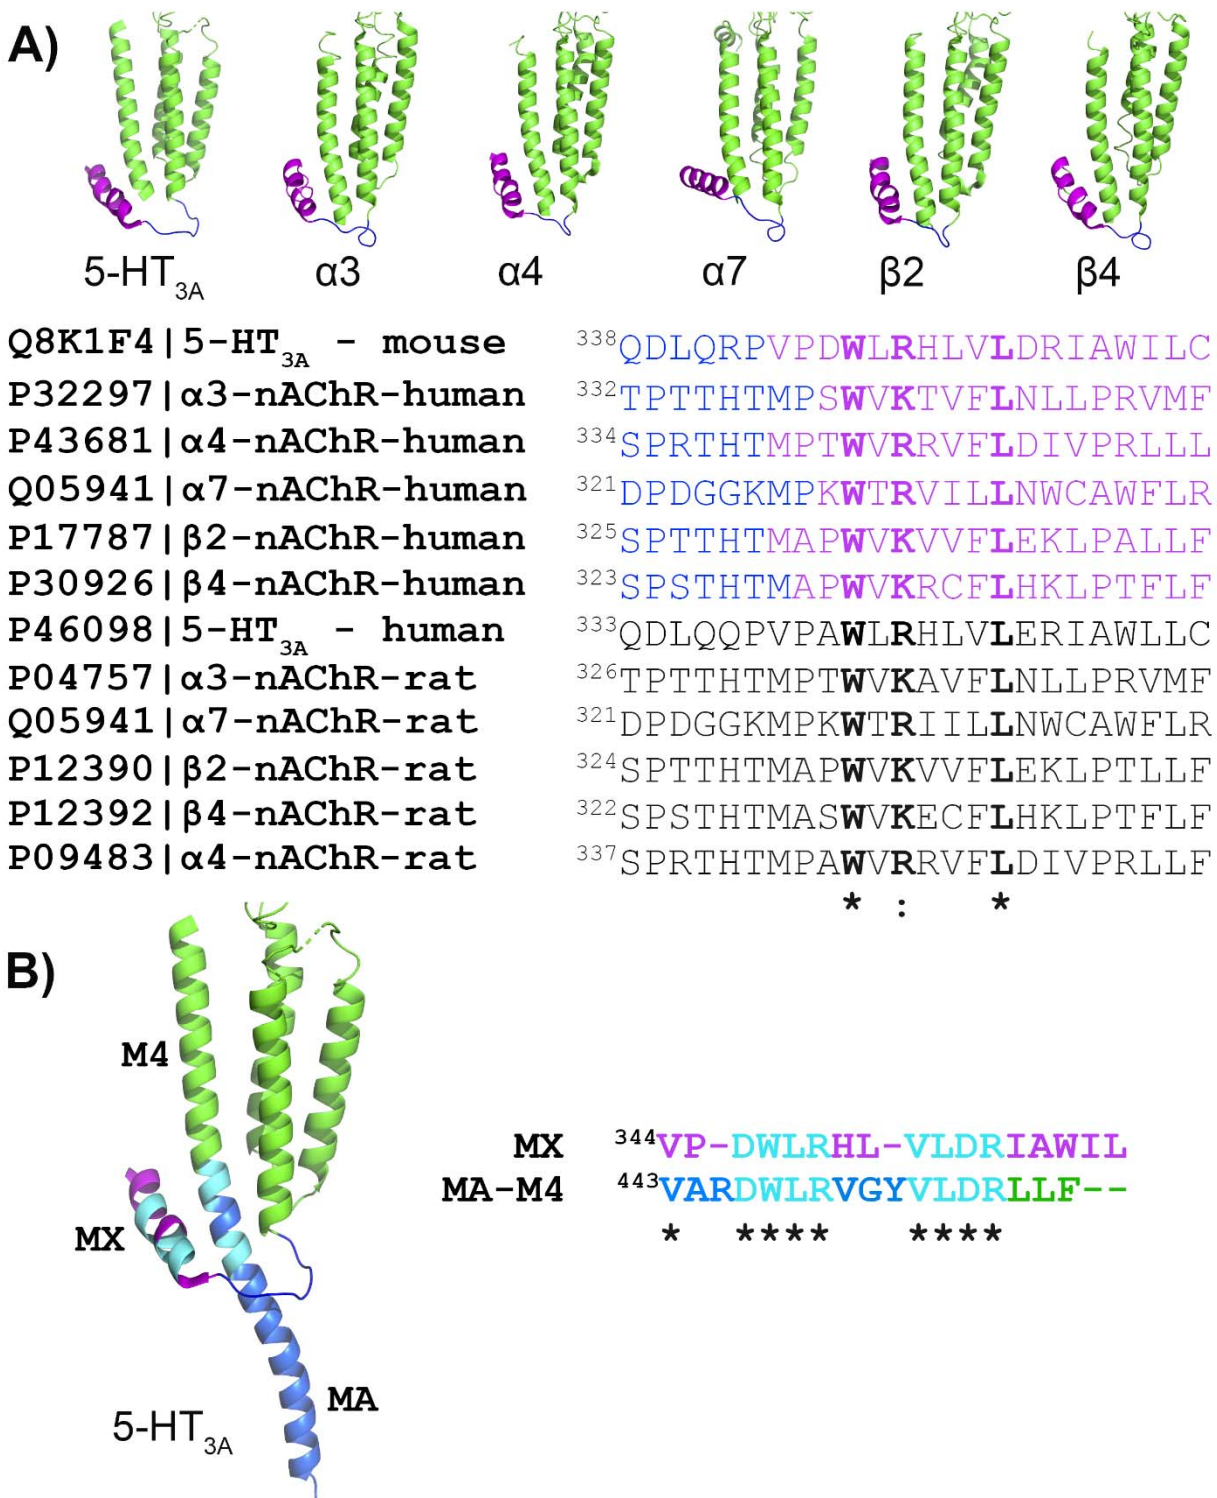 A)
5-HT3A α3 α4 α7 β2 β4
Q8K1F4|5-HT3A - mouse 338QDLQRPVPDWLRHLVLDRIAWILC
P32297|α3-nAChR-human 332TPTTHTMPSWVKTVFLNLLPRVMF
P43681|α4-nAChR-human 334SPRTHTMPTWVRRVFLDIVPRLLL
Q05941|α7-nAChR-human 321DPDGGKMPKWTRVILLNWCAWFLR
P17787|β2-nAChR-human 325SPTTHTMAPWVKVVFLEKLPALLF
P30926|β4-nAChR-human 323SPSTHTMAPWVKRCFLHKLPTFLF
P46098|5-HT3A - human 333QDLQQPVPAWLRHLVLERIAWLLC
P04757|α3-nAChR-rat 326TPTTHTMPTWVKAVFLNLLPRVMF
Q05941|α7-nAChR-rat 321DPDGGKMPKWTRIILLNWCAWFLR
P12390|β2-nAChR-rat 324SPTTHTMAPWVKVVFLEKLPTLLF
P12392|β4-nAChR-rat 322SPSTHTMASWVKECFLHKLPTFLF
P09483|α4-nAChR-rat 337SPRTHTMPAWVRRVFLDIVPRLLF
* : *
B)
M4
MX 344VP-DWLRHL-VLDRIAWIL
MA-M4 443VARDWLRVGYVLDRLLF--
* **** ****
MX
MA
5-HT3A